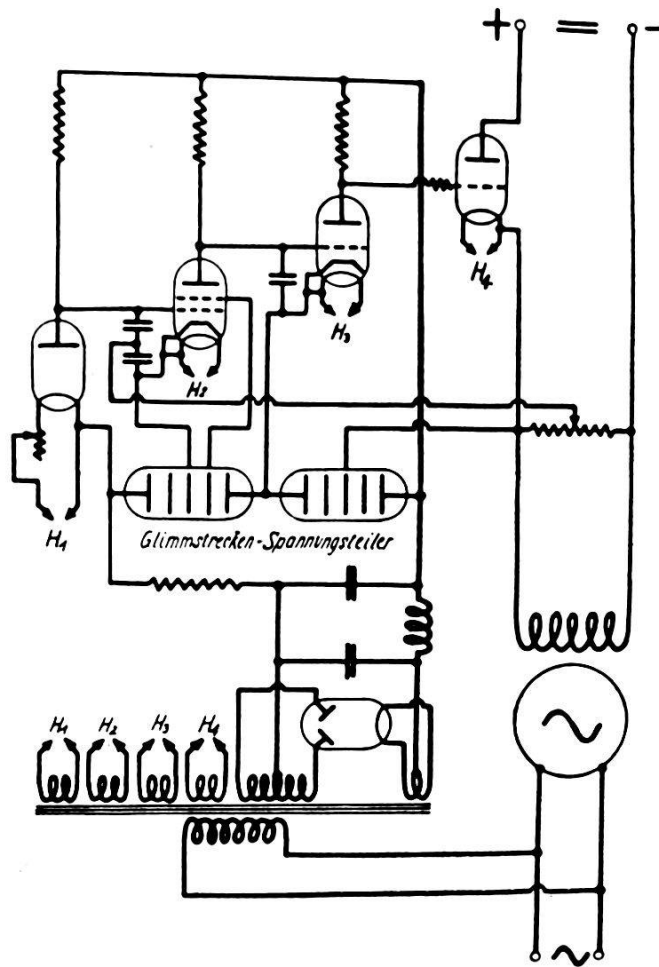 + = -
H4
H3
H2
H1
Glimmstrecken-Spannungsteiler
H1 H2 H3 H4
~
~